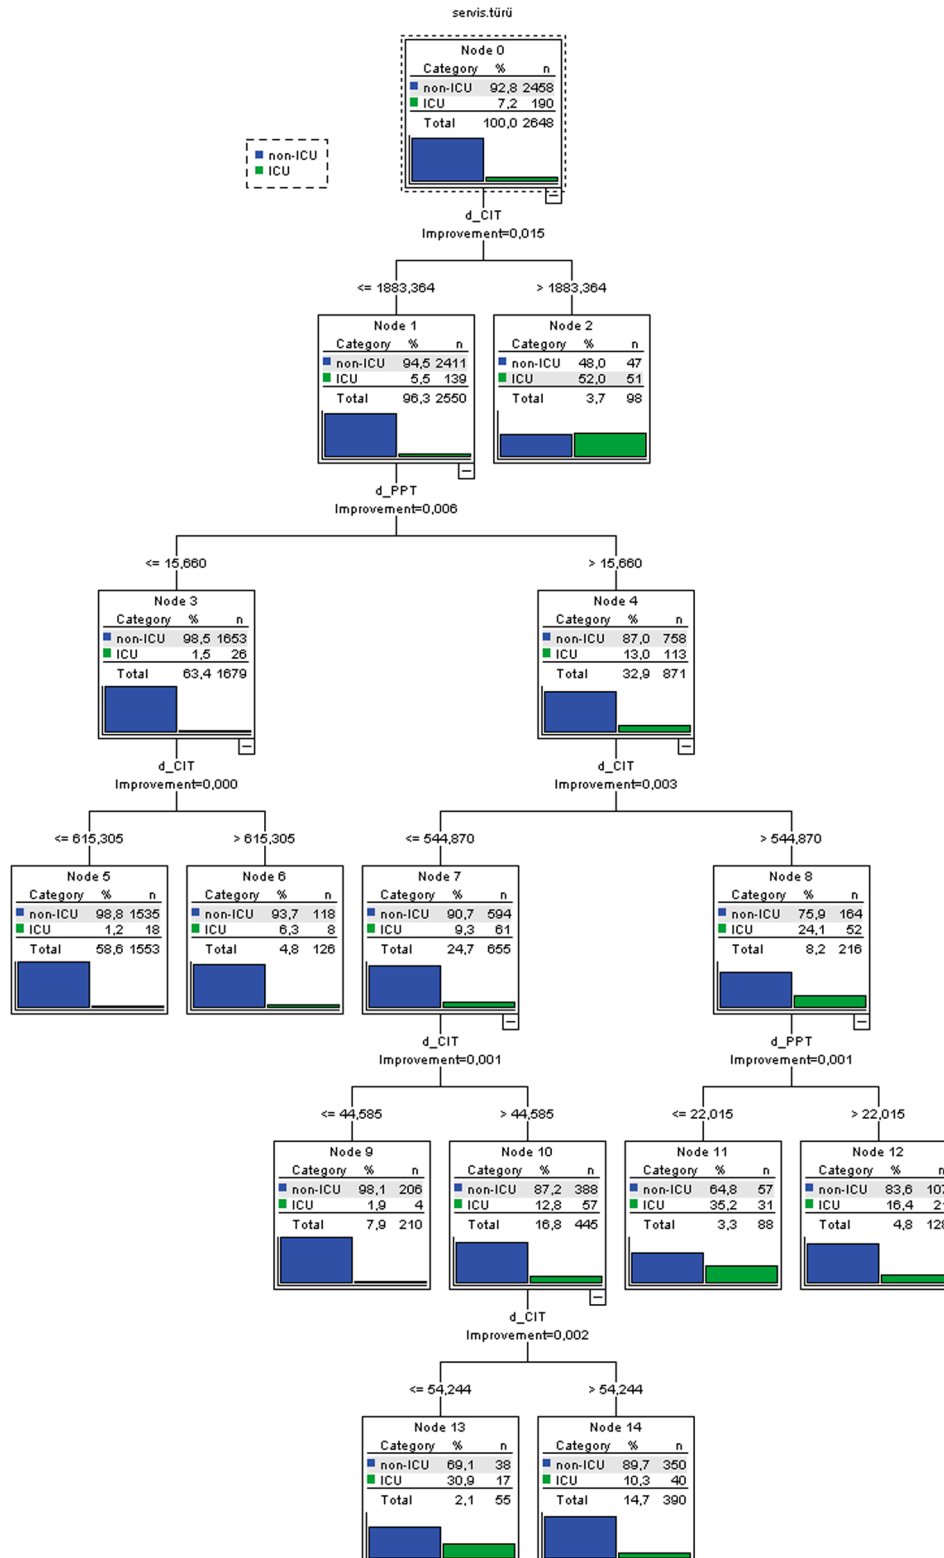 servis.türü
Node 0
Category % n
non-ICU 92,8 2458
ICU 7,2 190
Total 100,0 2648
non-ICU
ICU
d_CIT
Improvement=0,015
<= 1883,364
> 1883,364
Node 1
Category % n
non-ICU 94,5 2411
ICU 5,5 139
Total 96,3 2550
Node 2
Category % n
non-ICU 48,0 47
ICU 52,0 51
Total 3,7 98
d_PPT
Improvement=0,006
<= 15,660
> 15,660
Node 3
Category % n
non-ICU 98,5 1653
ICU 1,5 26
Total 63,4 1679
Node 4
Category % n
non-ICU 87,0 758
ICU 13,0 113
Total 32,9 871
d_CIT
Improvement=0,000
d_CIT
Improvement=0,003
<= 615,305
> 615,305
<= 544,870
> 544,870
Node 5
Category % n
non-ICU 98,8 1535
ICU 1,2 18
Total 58,6 1553
Node 6
Category % n
non-ICU 93,7 118
ICU 6,3 8
Total 4,8 126
Node 7
Category % n
non-ICU 90,7 594
ICU 9,3 61
Total 24,7 655
Node 8
Category % n
non-ICU 75,9 164
ICU 24,1 52
Total 8,2 216
d_CIT
Improvement=0,001
d_PPT
Improvement=0,001
<= 44,585
> 44,585
<= 22,015
> 22,015
Node 9
Category % n
non-ICU 98,1 206
ICU 1,9 4
Total 7,9 210
Node 10
Category % n
non-ICU 87,2 388
ICU 12,8 57
Total 16,8 445
Node 11
Category % n
non-ICU 64,8 57
ICU 35,2 31
Total 3,3 88
Node 12
Category %
non-ICU 83,6
ICU 16,4
Total 4,8
d_CIT
Improvement=0,002
<= 54,244
> 54,244
Node 13
Category % n
non-ICU 69,1 38
ICU 30,9 17
Total 2,1 55
Node 14
Category % n
non-ICU 89,7 350
ICU 10,3 40
Total 14,7 390